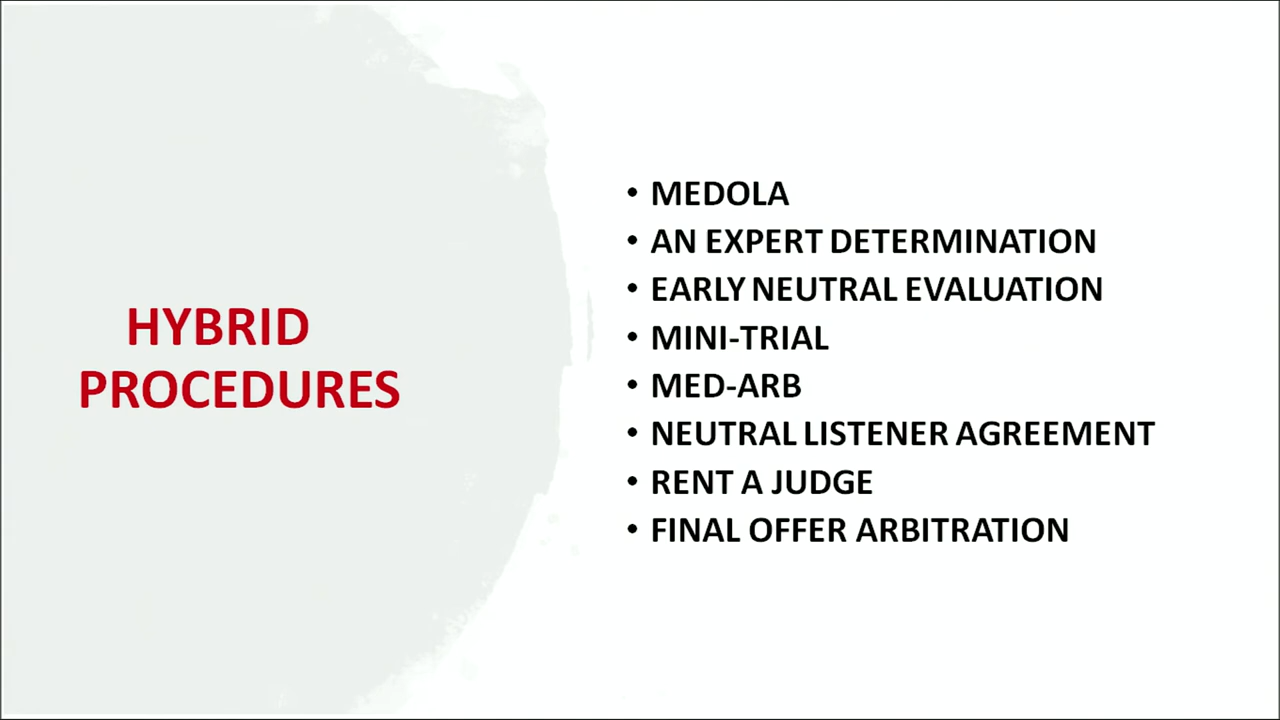 HYBRID
PROCEDURES
• MEDOLA
• AN EXPERT DETERMINATION
• EARLY NEUTRAL EVALUATION
• MINI-TRIAL
• MED-ARB
• NEUTRAL LISTENER AGREEMENT
• RENT A JUDGE
• FINAL OFFER ARBITRATION